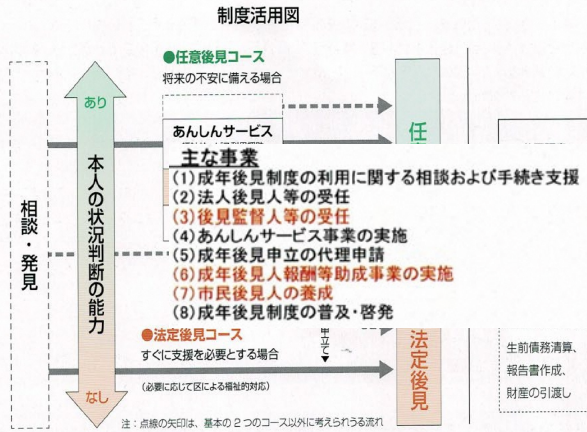 制度活用図
●任意後見コース
将来の不安に備える場合
あり
あんしんサービス
任
主な事業
(1)成年後見制度の利用に関する相談および手続き支援
(2)法人後見人等の受任
(3)後見監督人等の受任
(4)あんしんサービス事業の実施
(5)成年後見申立の代理申請
(6)成年後見人報酬等助成事業の実施
(7)市民後見人の養成
(8)成年後見制度の普及・啓発
相談・発見
本人の状況判断の能力
●法定後見コース
すぐに支援を必要とする場合
(必要に応じて区による福祉的対応)
申立て
法定後見
なし
生前債務清算、
報告書作成、
財産の引渡し
注：点線の矢印は、基本の2つのコース以外に考えられうる流れ